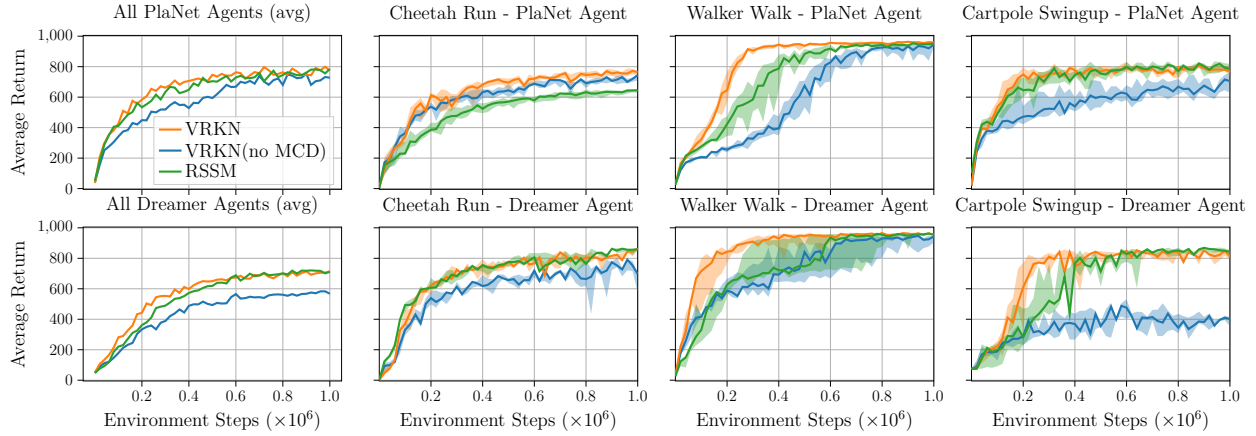 All PlaNet Agents (avg)
Cheetah Run - PlaNet Agent
Walker Walk - PlaNet Agent
Cartpole Swingup - PlaNet Agent
1,000
800
600
400
200
0
Average Return
VRKN
VRKN(no MCD)
RSSM
All Dreamer Agents (avg)
Cheetah Run - Dreamer Agent
Walker Walk - Dreamer Agent
Cartpole Swingup - Dreamer Agent
1,000
800
600
400
200
0
Average Return
0.2 0.4 0.6 0.8 1.0
0.2 0.4 0.6 0.8 1.0
0.2 0.4 0.6 0.8 1.0
0.2 0.4 0.6 0.8 1.0
Environment Steps (×10⁶)
Environment Steps (×10⁶)
Environment Steps (×10⁶)
Environment Steps (×10⁶)